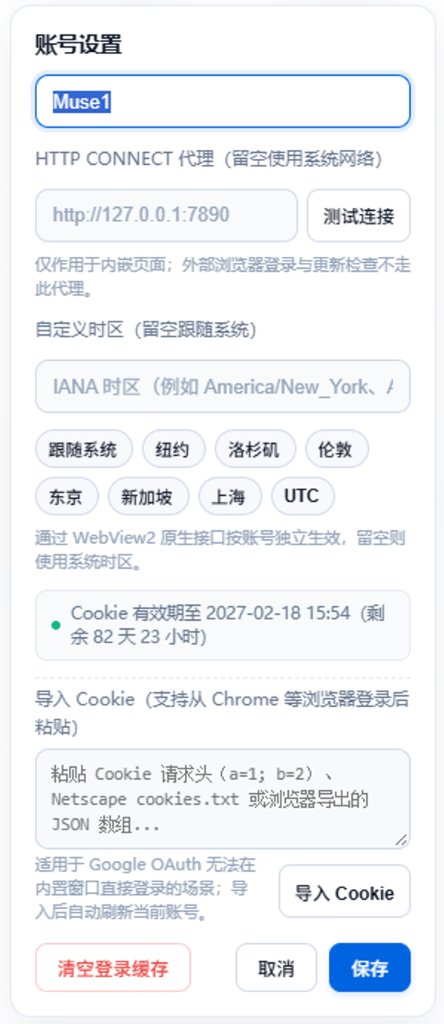 账号设置
Muse1
HTTP CONNECT 代理（留空使用系统网络）
http://127.0.0.1:7890
测试连接
仅作用于内嵌页面；外部浏览器登录与更新检查不走
此代理。
自定义时区（留空跟随系统）
IANA 时区（例如 America/New_York、
跟随系统
纽约
洛杉矶
伦敦
东京
新加坡
上海
UTC
通过 WebView2 原生接口按账号独立生效，留空则
使用系统时区。
Cookie 有效期至 2027-02-18 15:54（剩
余 82 天 23 小时）
导入 Cookie（支持从 Chrome 等浏览器登录后
粘贴）
粘贴 Cookie 请求头（a=1; b=2）、
Netscape cookies.txt 或浏览器导出的
JSON 数组...
适用于 Google OAuth 无法在
内置窗口直接登录的场景；导
入后自动刷新当前账号。
导入 Cookie
清空登录缓存
取消
保存